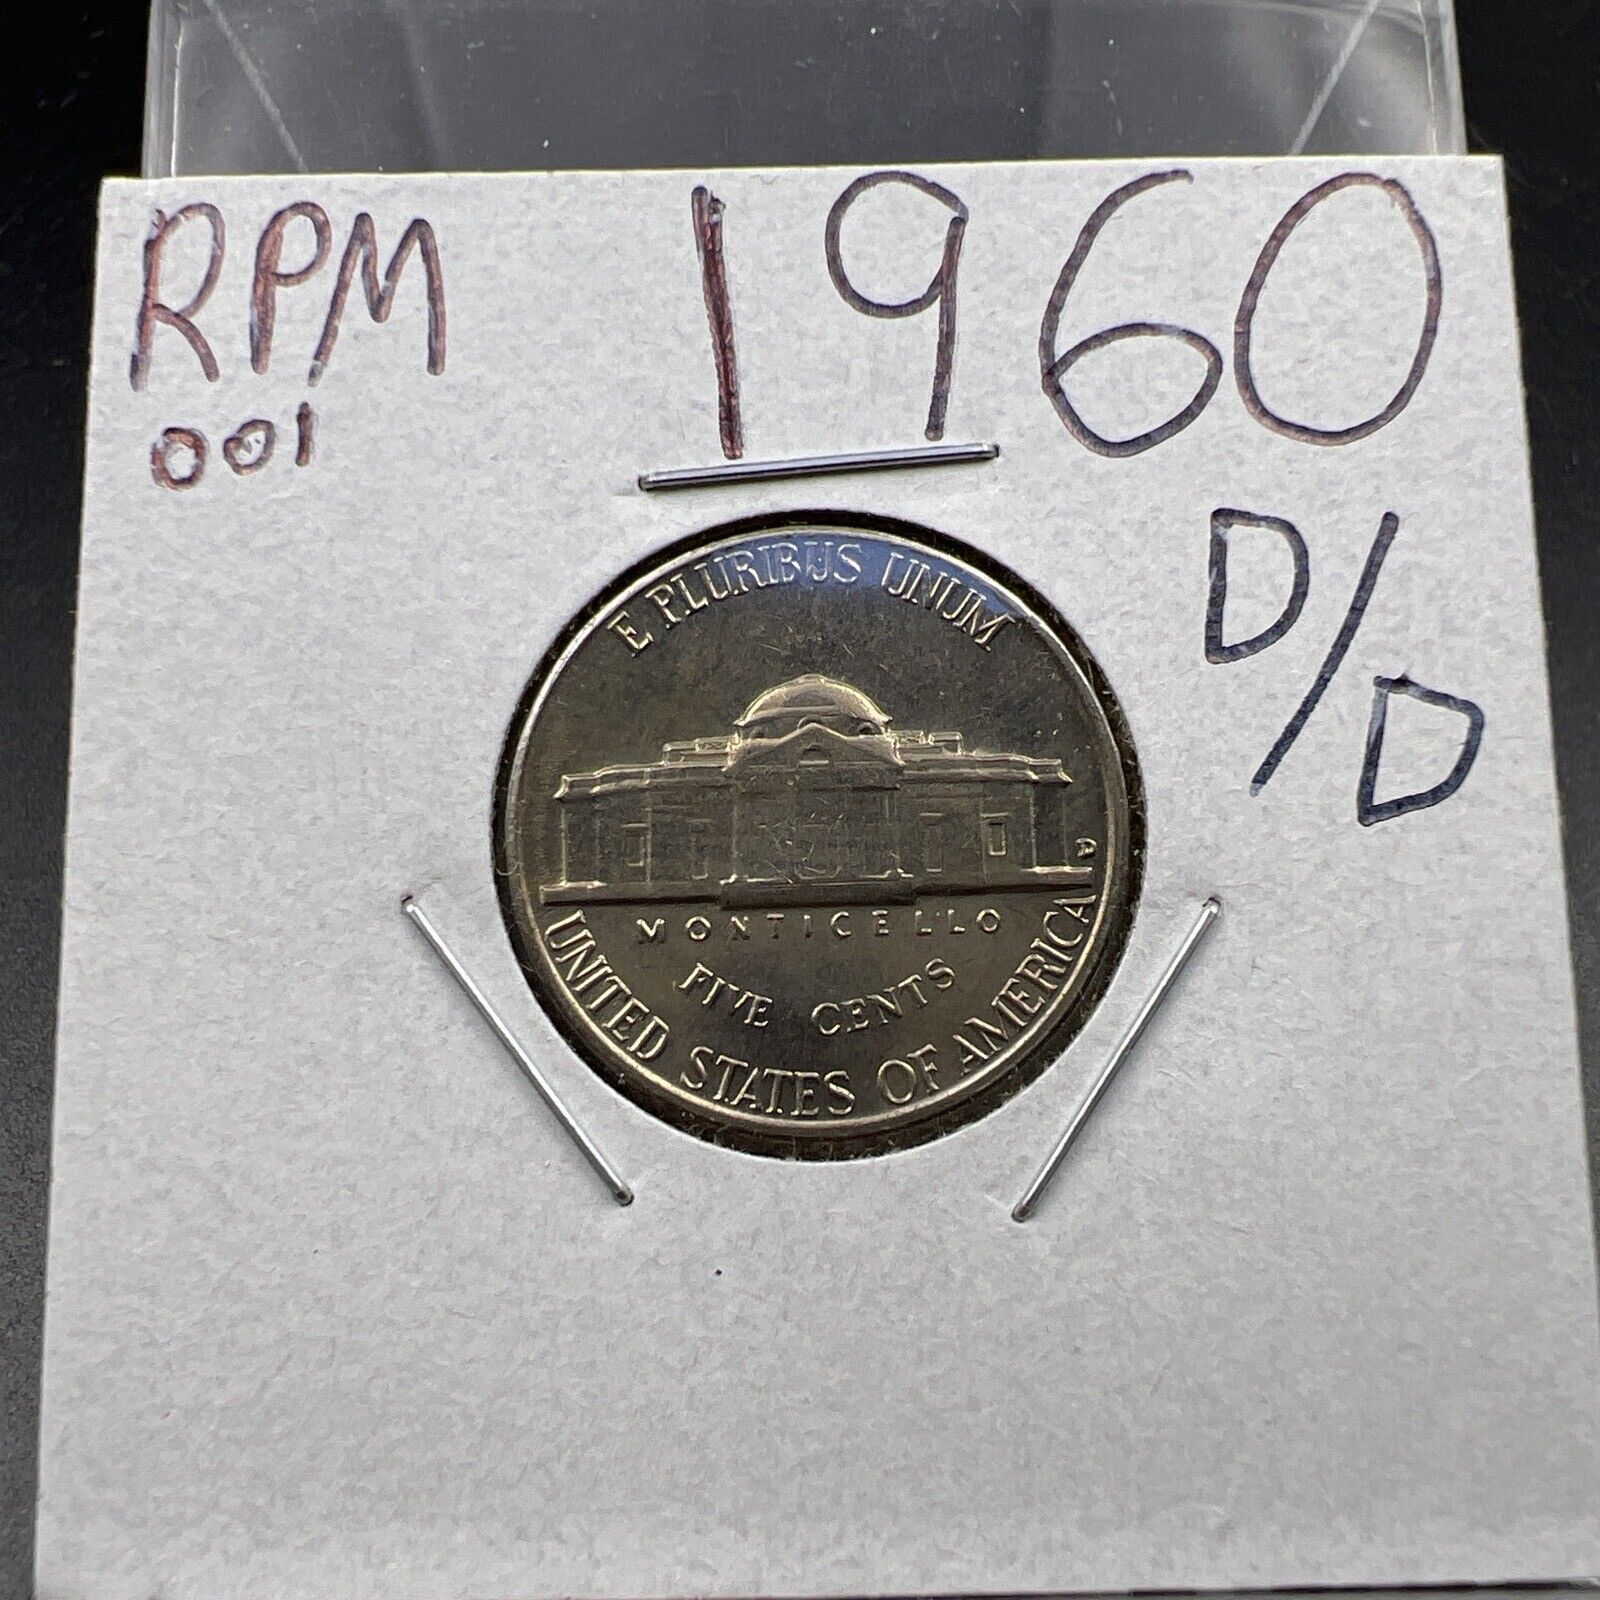 RPM 1960
001
D/D
E PLURIBUS UNUM
D
MONTICELLO
FIVE CENTS
UNITED STATES OF AMERICA